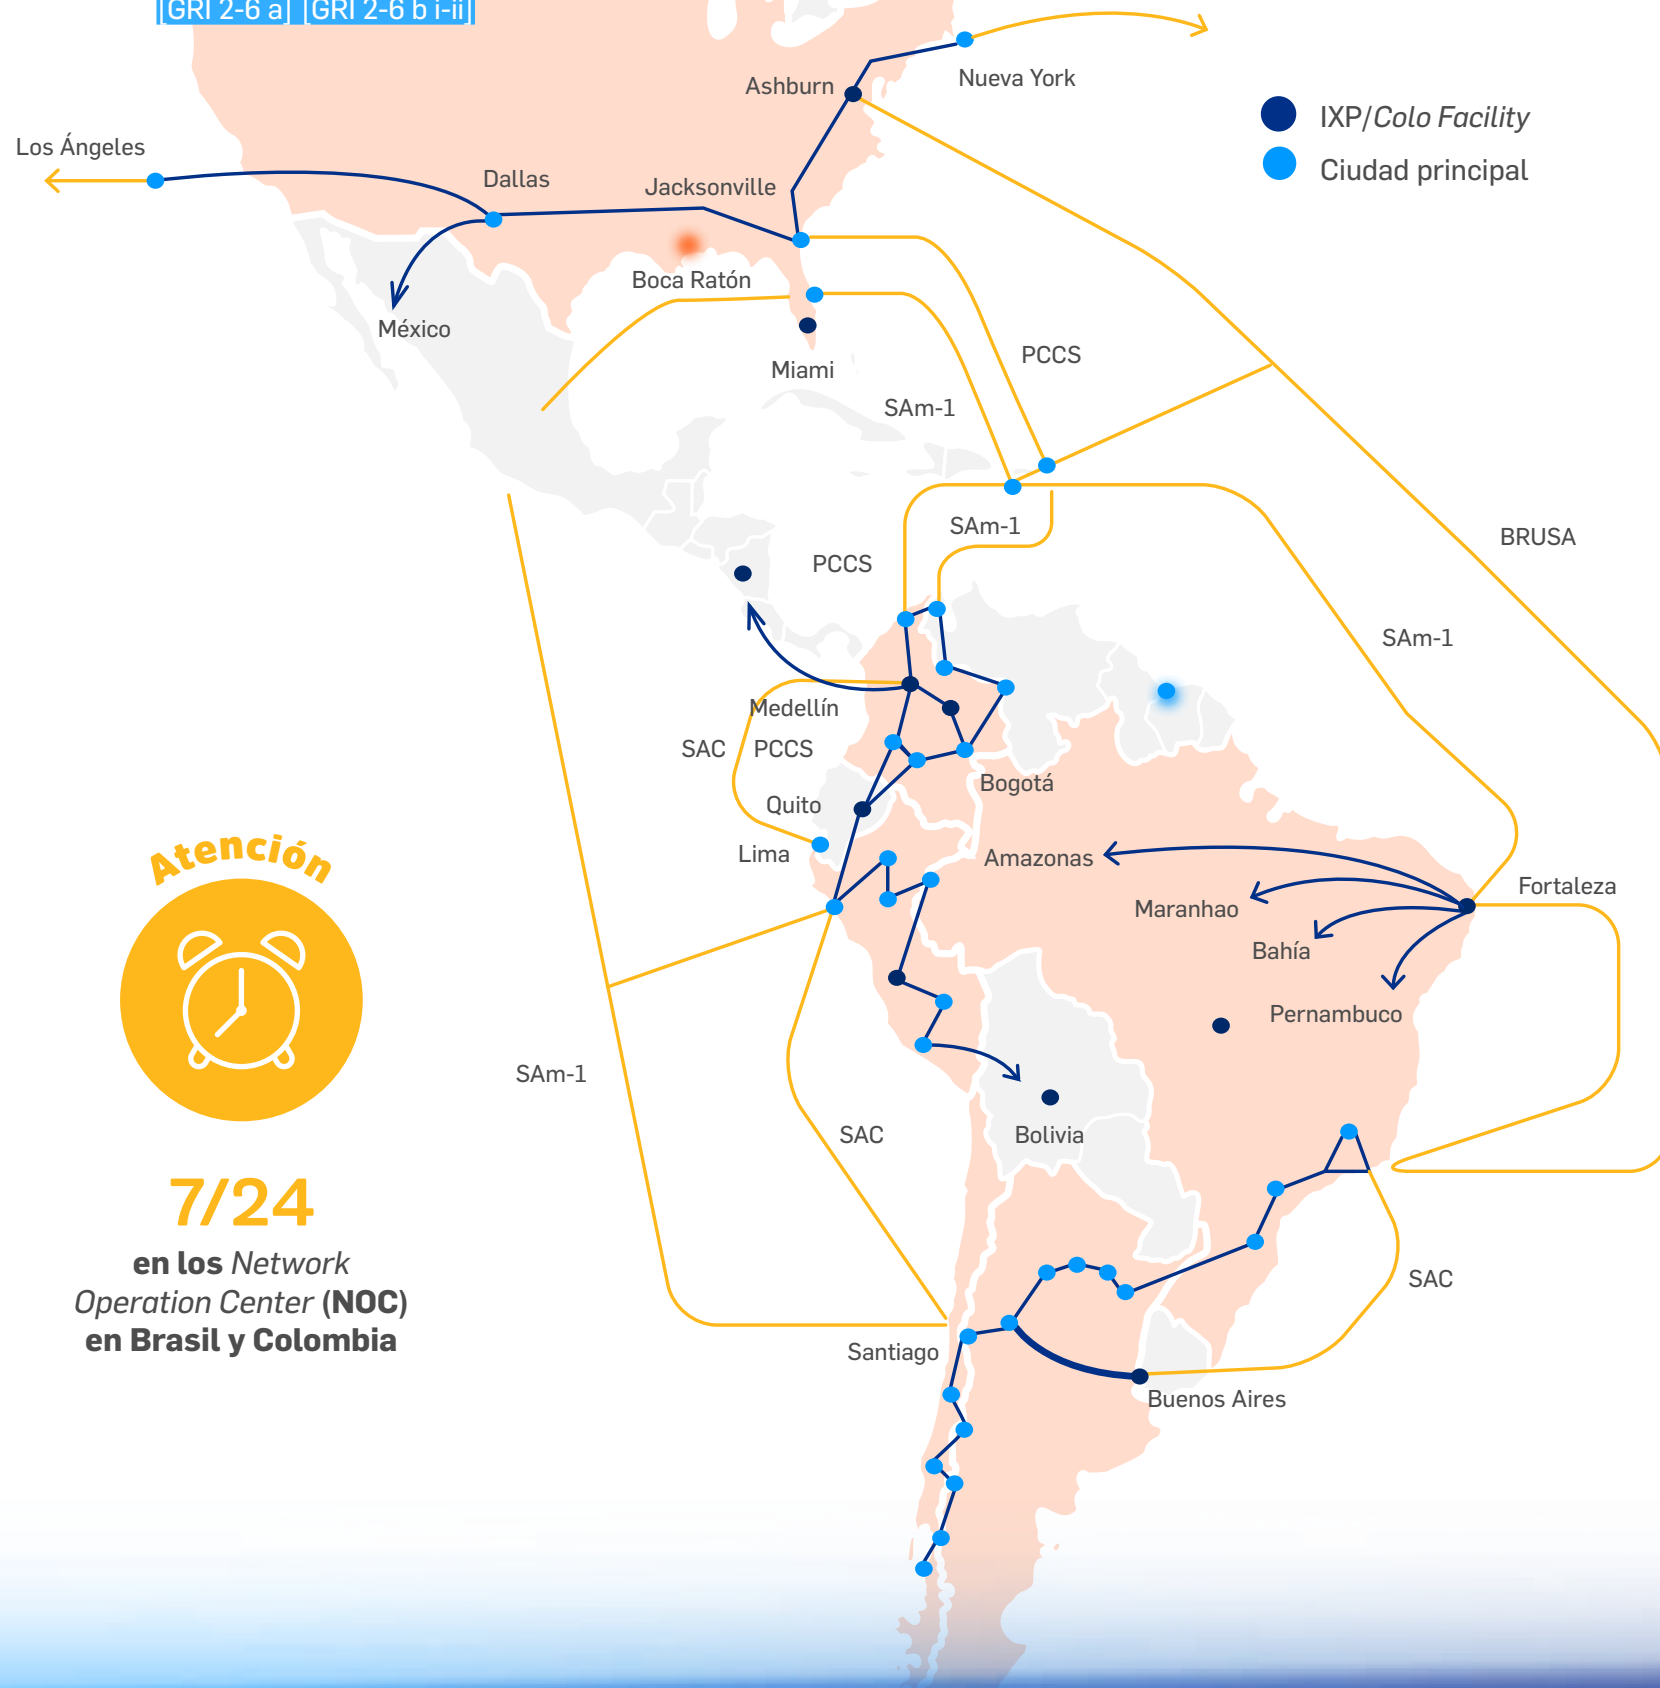 [GRI 2-6 a] [GRI 2-6 b i-ii]
Nueva York
Ashburn
IXP/Colo Facility
Los Ángeles
Ciudad principal
Dallas
Jacksonville
Boca Ratón
México
PCCS
Miami
SAm-1
SAm-1
BRUSA
PCCS
SAm-1
Medellín
SAC
PCCS
Bogotá
Quito
Lima
Amazonas
Fortaleza
Maranhao
Bahía
Pernambuco
Atención
SAm-1
SAC
Bolivia
7/24
en los Network
Operation Center (NOC)
en Brasil y Colombia
SAC
Santiago
Buenos Aires